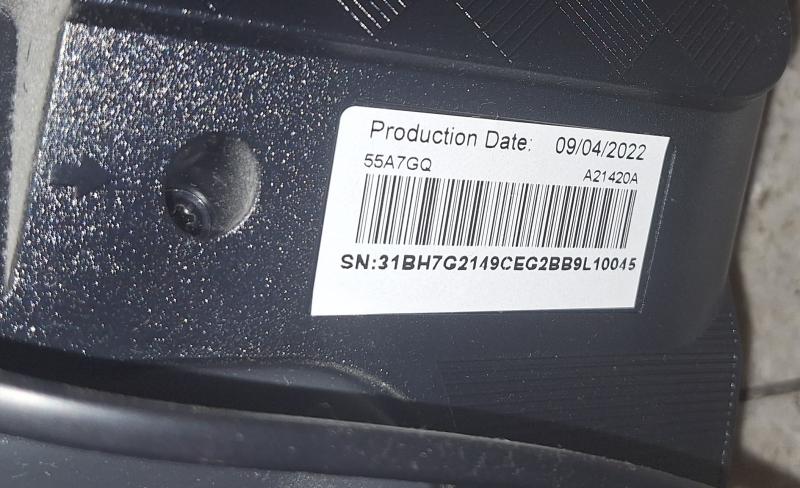 Production Date: 09/04/2022
55A7GQ A21420A
SN:31BH7G2149CEG2BB9L10045